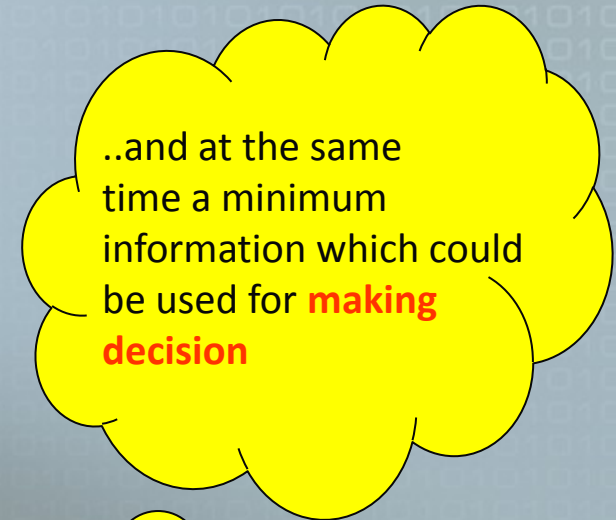 ..and at the same
time a minimum
information which could
be used for making
decision